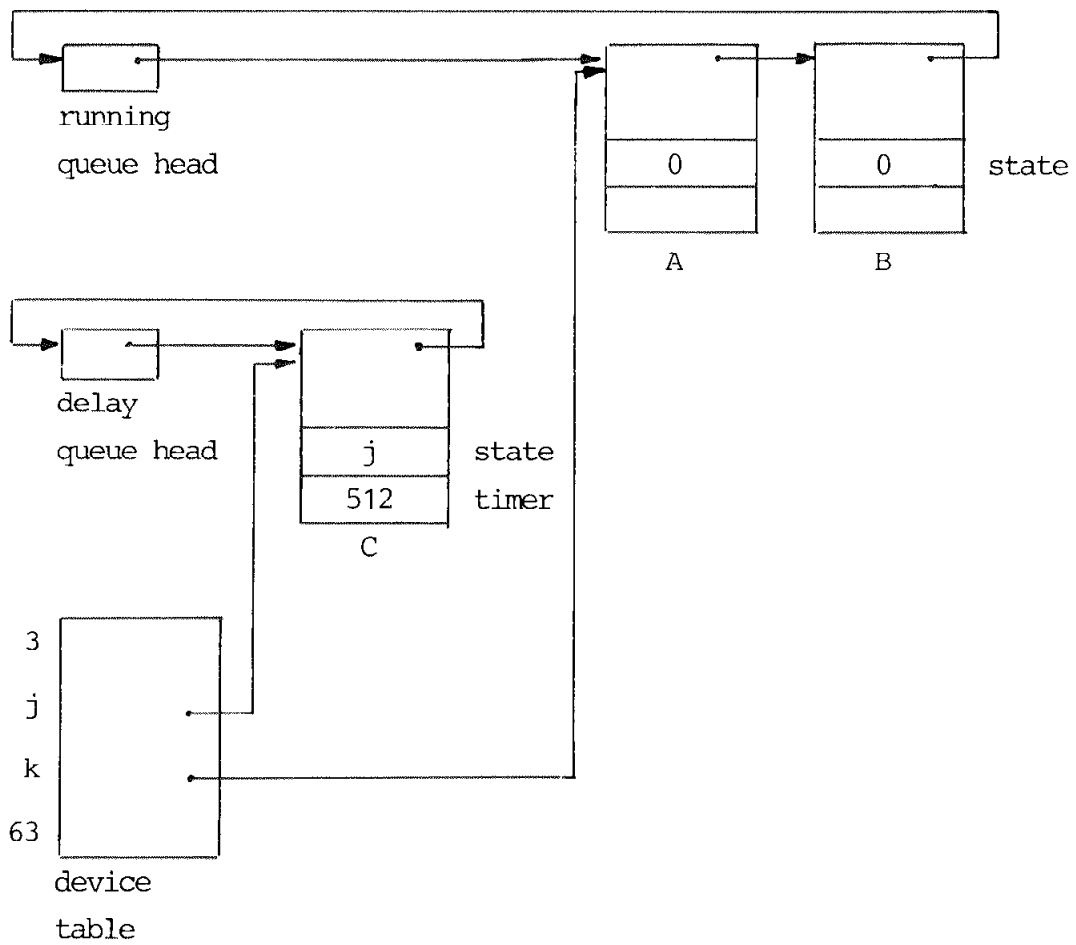 running
queue head
0
0
state
A
B
delay
queue head
j
state
512
timer
C
3
j
k
63
device
table